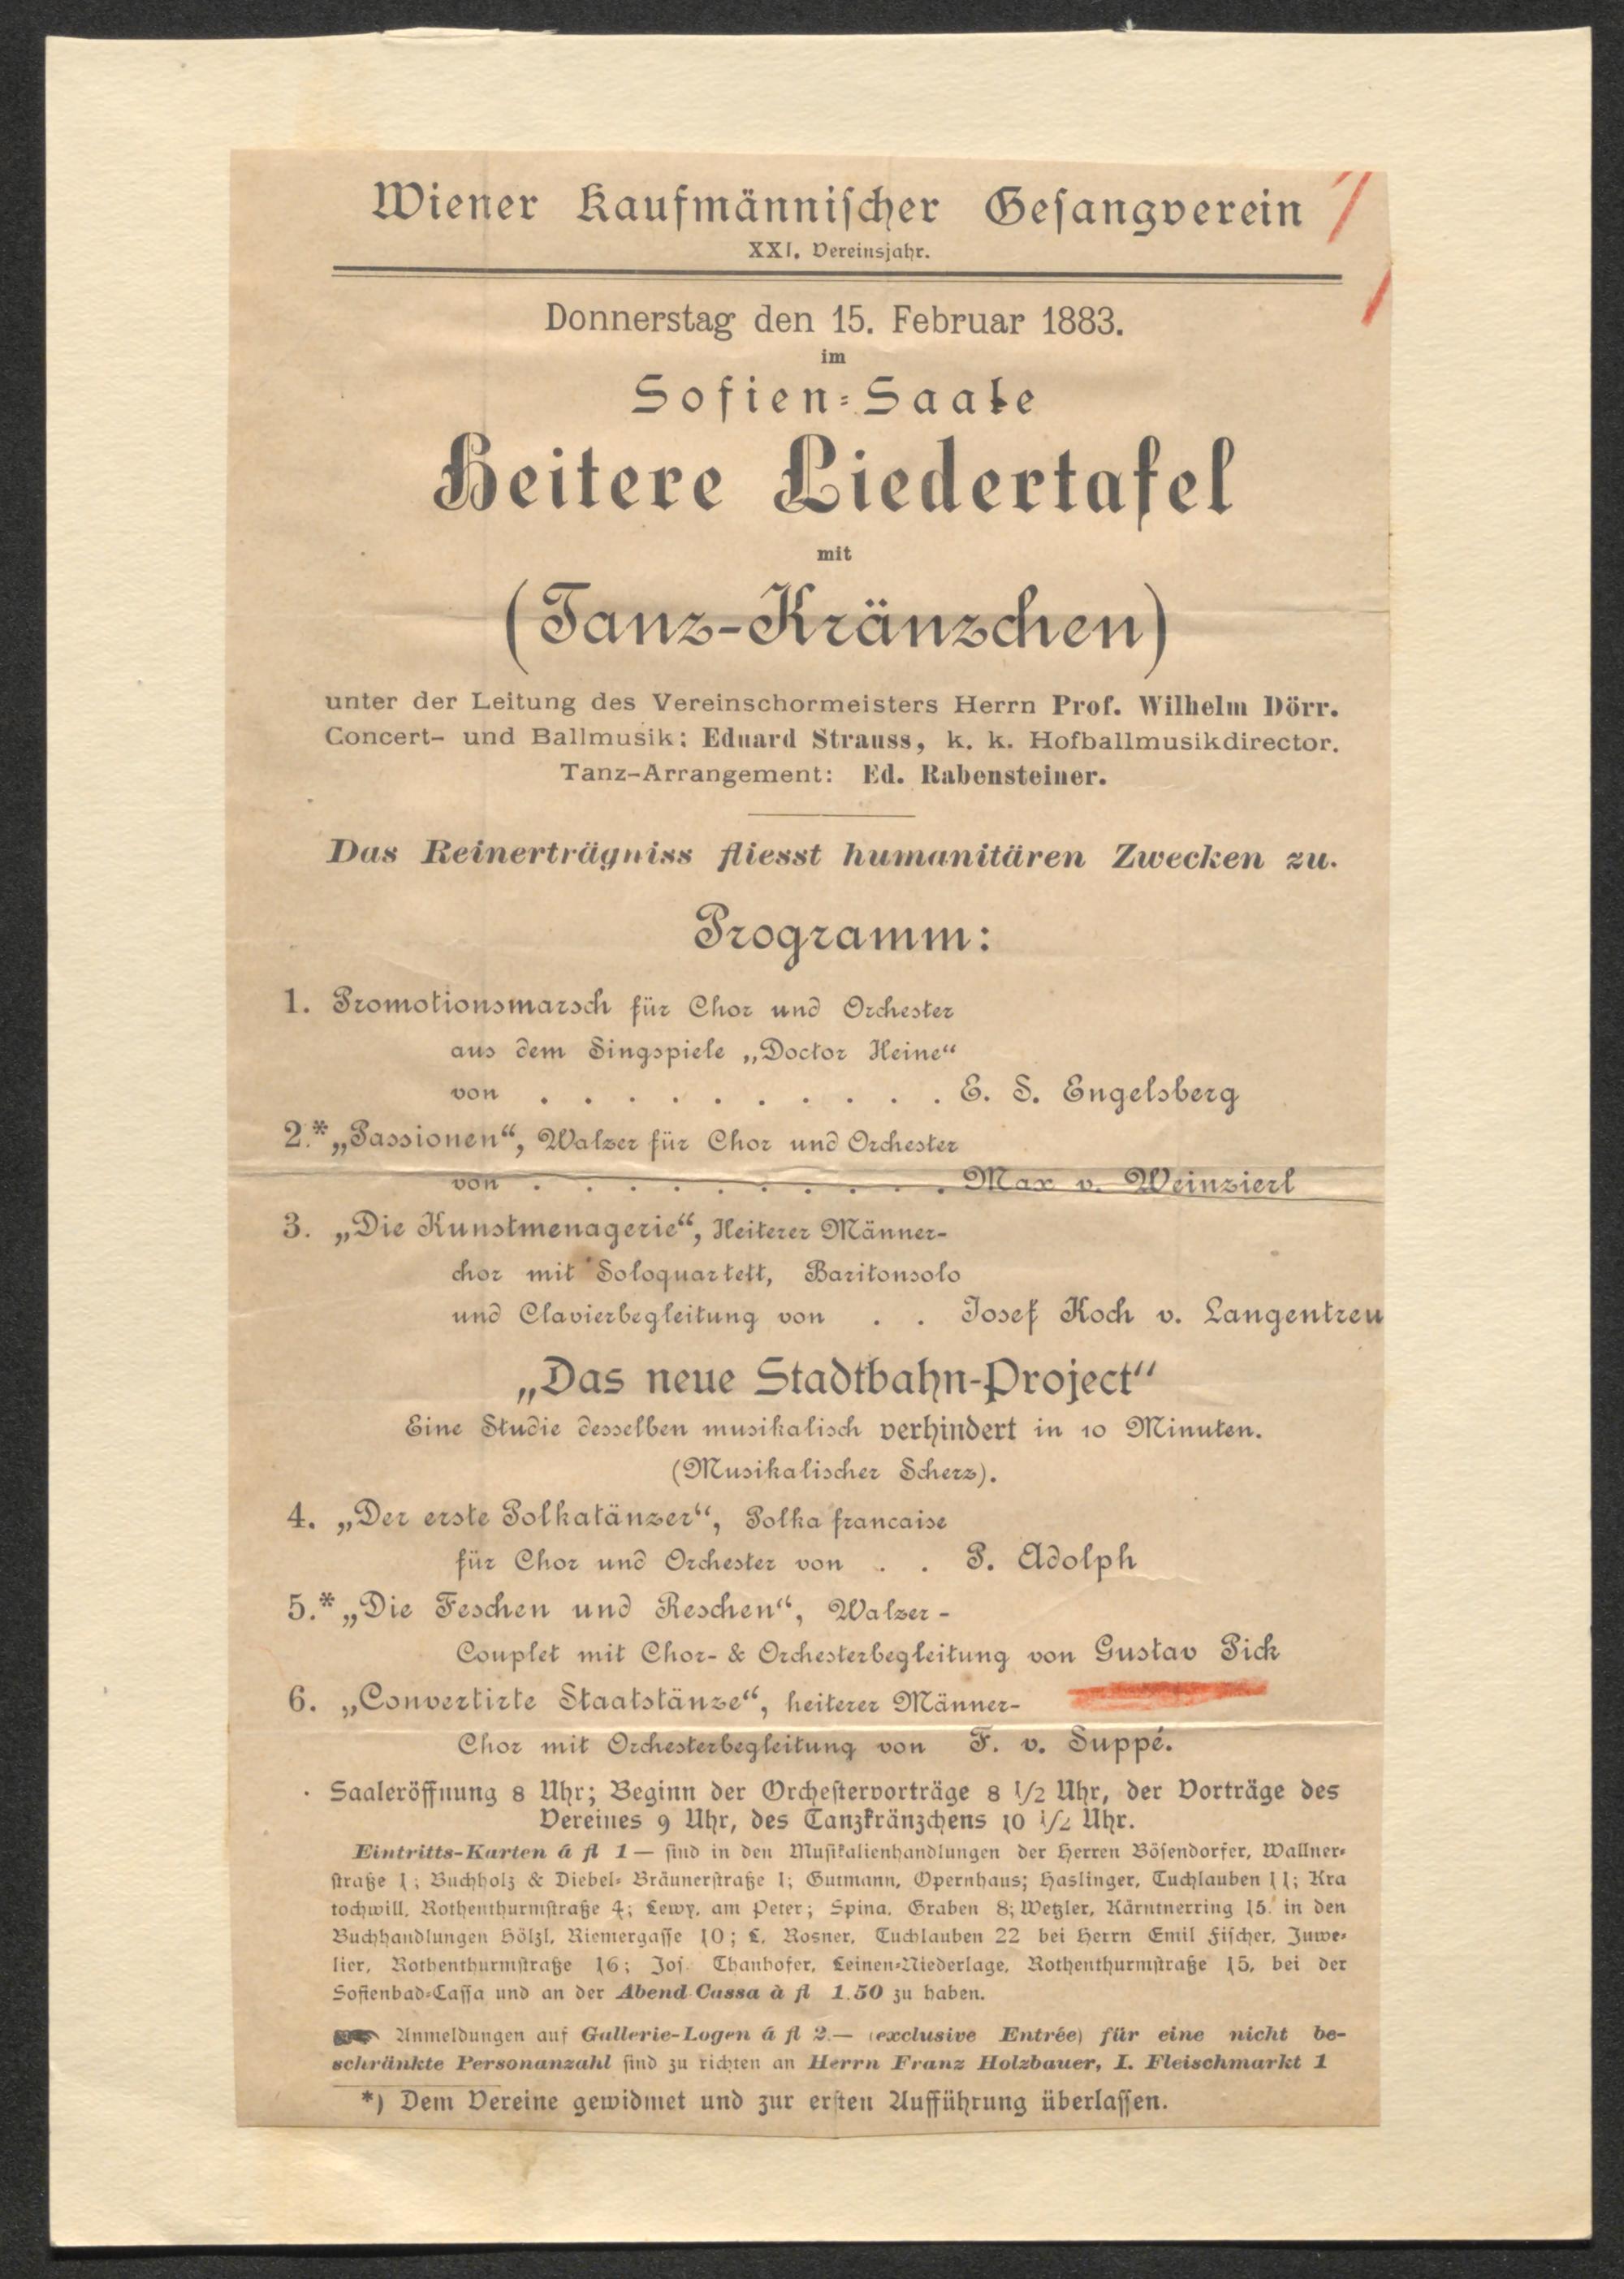 Wiener Kaufmännischer Gesangverein
XXI. Vereinsjahr.
Donnerstag den 15. Februar 1883.
im
Sofien-Saale
Heitere Liedertafel
mit
(Tanz-Kränzchen)
unter der Leitung des Vereinschormeisters Herrn Prof. Wilhelm Dörr.
Concert- und Ballmusik: Eduard Strauss, k. k. Hofballmusikdirector.
Tanz-Arrangement: Ed. Rabensteiner.
Das Reinerträgniss fliesst humanitären Zwecken zu.
Programm:
1. Promotionsmarsch für Chor und Orchester
aus dem Singspiele „Doctor Heine“
von . . . . . . . . . . E. S. Engelsberg
2.* „Passionen“, Walzer für Chor und Orchester
von . . . . . . . . . . Max v. Weinzierl
3. „Die Kunstmenagerie“, Heiterer Männer-
chor mit Soloquartett, Baritonsolo
und Clavierbegleitung von . . Josef Koch v. Langentreu
„Das neue Stadtbahn-Project“
Eine Studie desselben musikalisch verhindert in 10 Minuten.
(Musikalischer Scherz).
4. „Der erste Polkatänzer“, Polka francaise
für Chor und Orchester von . . P. Adolph
5.* „Die Feschen und Reschen“, Walzer-
Couplet mit Chor- & Orchesterbegleitung von Gustav Pick
6. „Convertirte Staatstänze“, heiterer Männer-
Chor mit Orchesterbegleitung von F. v. Suppé.
Saaleröffnung 8 Uhr; Beginn der Orchestervorträge 8 1/2 Uhr, der Vorträge des
Vereines 9 Uhr, des Tanzkränzchens 10 1/2 Uhr.
Eintritts-Karten á fl 1— sind in den Musikalienhandlungen der Herren Bösendorfer, Wallner-
straße 1; Buchholz & Diebel- Bräunerstraße 1; Gutmann, Opernhaus; Haslinger, Tuchlauben 11; Kra
tochwill, Rothenthurmstraße 4; Lewy, am Peter; Spina, Graben 8; Wetzler, Kärntnerring 15. in den
Buchhandlungen Hölzl, Riemergasse 10; L. Rosner, Tuchlauben 22 bei Herrn Emil Fischer, Juwe-
lier, Rothenthurmstraße 16; Jos. Thanhofer, Leinen-Niederlage, Rothenthurmstraße 15, bei der
Sofienbad-Cassa und an der Abend Cassa à fl 1.50 zu haben.
Anmeldungen auf Gallerie-Logen á fl 2.— (exclusive Entrée) für eine nicht be-
schränkte Personanzahl sind zu richten an Herrn Franz Holzbauer, I. Fleischmarkt 1
*) Dem Vereine gewidmet und zur ersten Aufführung überlassen.